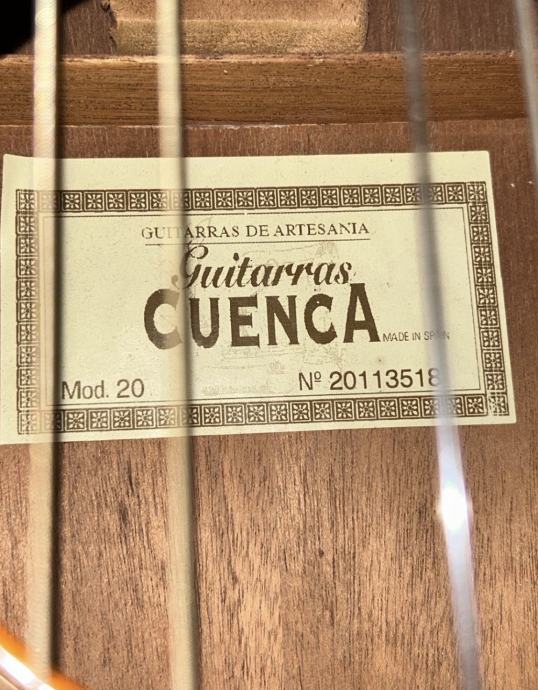 GUITARRAS DE ARTESANIA
Guitarras
CUENCA
MADE IN SPAIN
Mod. 20
Nº 20113518